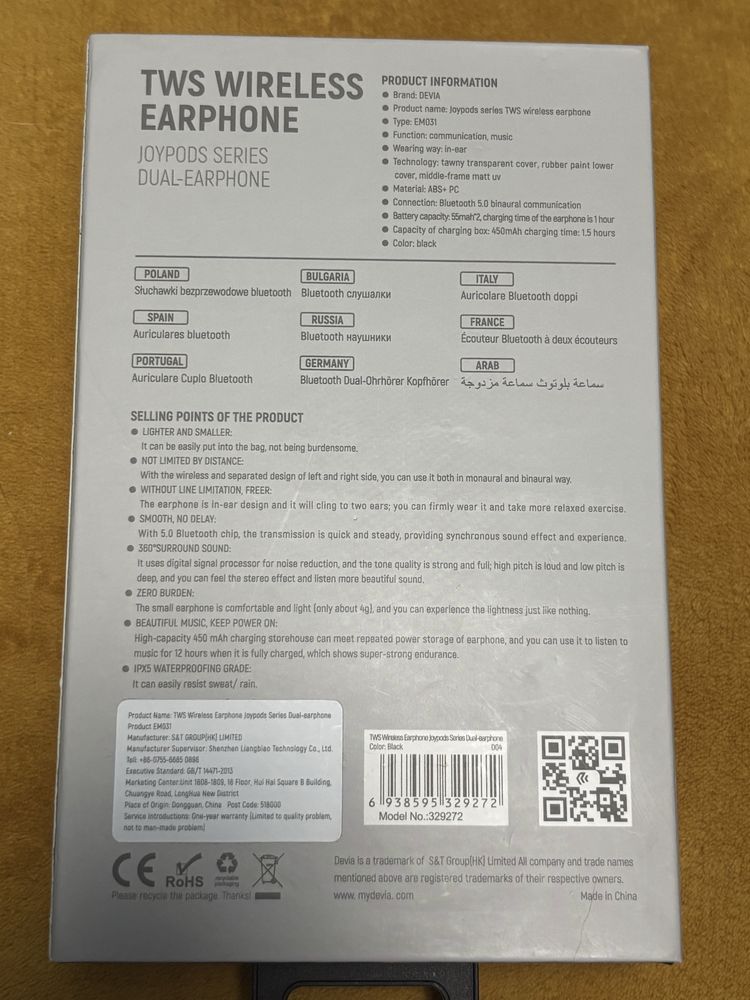 TWS WIRELESS
EARPHONE
JOYPODS SERIES
DUAL-EARPHONE
PRODUCT INFORMATION
● Brand: DEVIA
● Product name: Joypods series TWS wireless earphone
● Type: EM031
● Function: communication, music
● Wearing way: in-ear
● Technology: tawny transparent cover, rubber paint lower
cover, middle-frame matt uv
● Material: ABS+ PC
● Connection: Bluetooth 5.0 binaural communication
● Battery capacity: 55mah*2, charging time of the earphone is 1 hour
● Capacity of charging box: 450mAh charging time: 1.5 hours
● Color: black
POLAND
Słuchawki bezprzewodowe bluetooth
BULGARIA
Bluetooth слушалки
ITALY
Auricolare Bluetooth doppi
SPAIN
Auriculares bluetooth
RUSSIA
Bluetooth наушники
FRANCE
Écouteur Bluetooth à deux écouteurs
PORTUGAL
Auriculare Cuplo Bluetooth
GERMANY
Bluetooth Dual-Ohrhörer Kopfhörer
ARAB
سماعة بلوتوث سماعة مزدوجة
SELLING POINTS OF THE PRODUCT
● LIGHTER AND SMALLER:
It can be easily put into the bag, not being burdensome.
● NOT LIMITED BY DISTANCE:
With the wireless and separated design of left and right side, you can use it both in monaural and binaural way.
● WITHOUT LINE LIMITATION, FREER:
The earphone is in-ear design and it will cling to two ears; you can firmly wear it and take more relaxed exercise.
● SMOOTH, NO DELAY:
With 5.0 Bluetooth chip, the transmission is quick and steady, providing synchronous sound effect and experience.
● 360°SURROUND SOUND:
It uses digital signal processor for noise reduction, and the tone quality is strong and full; high pitch is loud and low pitch is
deep, and you can feel the stereo effect and listen more beautiful sound.
● ZERO BURDEN:
The small earphone is comfortable and light (only about 4g), and you can experience the lightness just like nothing.
● BEAUTIFUL MUSIC, KEEP POWER ON:
High-capacity 450 mAh charging storehouse can meet repeated power storage of earphone, and you can use it to listen to
music for 12 hours when it is fully charged, which shows super-strong endurance.
● IPX5 WATERPROOFING GRADE:
It can easily resist sweat/ rain.
Product Name: TWS Wireless Earphone Joypods Series Dual-earphone
Product EM031
Manufacturer: S&T GROUP(HK) LIMITED
Manufacturer Supervisor: Shenzhen Liangbiao Technology Co., Ltd.
Tell: +86-0755-6665 0896
Executive Standard: GB/T 14471-2013
Marketing Center:Unit 1808-1809, 18 Floor, Hui Hai Square B Building,
Chuangye Road, LongHua New District
Place of Origin: Dongguan, China Post Code: 518000
Service Introductions: One-year warranty (Limited to quality problem,
not to man-made problem)
TWS Wireless Earphone Joypods Series Dual-earphone
Color: Black 004
6 938595 329272
Model No.:329272
CE
RoHS
recyclable
packaging
Please recycle the package. Thanks!
Devia is a trademark of S&T Group(HK) Limited All company and trade names
mentioned above are registered trademarks of their respective owners.
www. mydevia. com Made in China